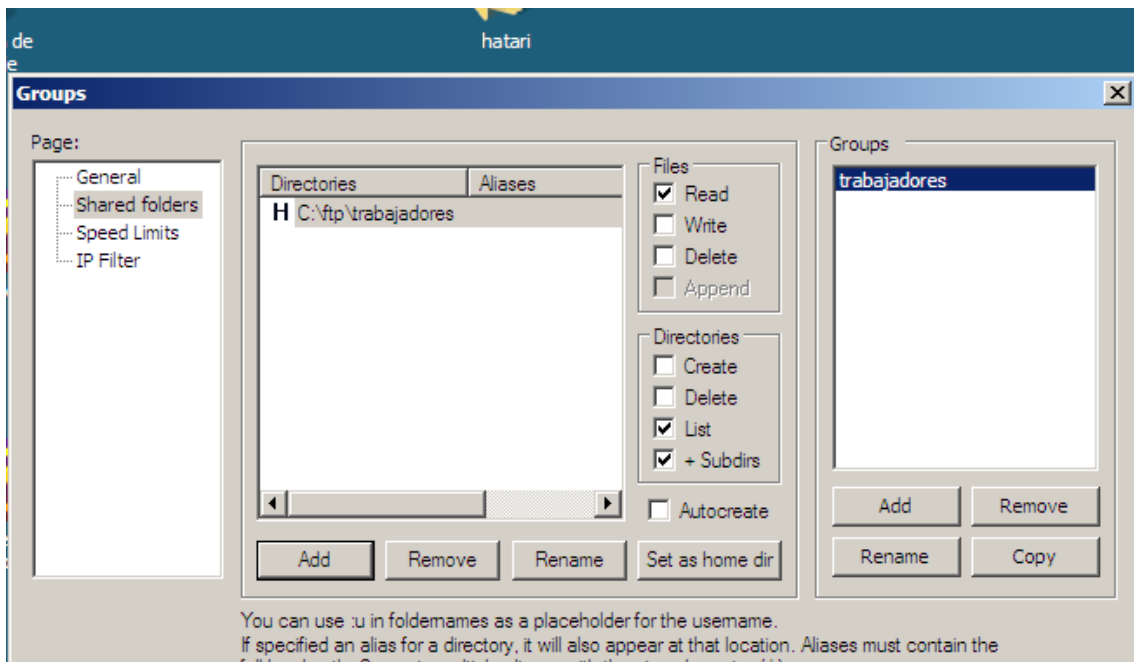 de
e
hatari
Groups
Page:
General
Shared folders
Speed Limits
IP Filter
Directories Aliases
H C:\ftp\trabajadores
Files
Read
Write
Delete
Append
Directories
Create
Delete
List
+ Subdirs
Autocreate
Add Remove Rename Set as home dir
Groups
trabajadores
Add Remove
Rename Copy
You can use :u in foldernames as a placeholder for the username.
If specified an alias for a directory, it will also appear at that location. Aliases must contain the